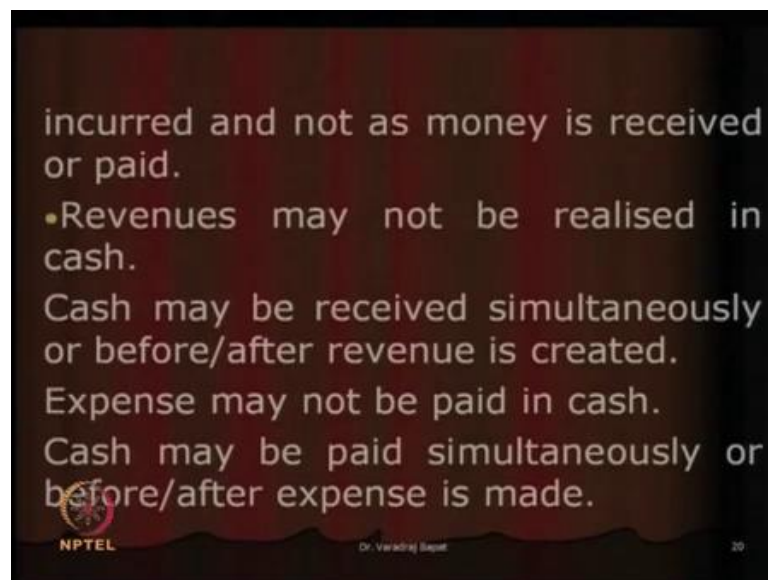 incurred and not as money is received
or paid.
•Revenues may not be realised in
cash.
Cash may be received simultaneously
or before/after revenue is created.
Expense may not be paid in cash.
Cash may be paid simultaneously or
before/after expense is made.
NPTEL
Dr. Varadraj Bapat
20